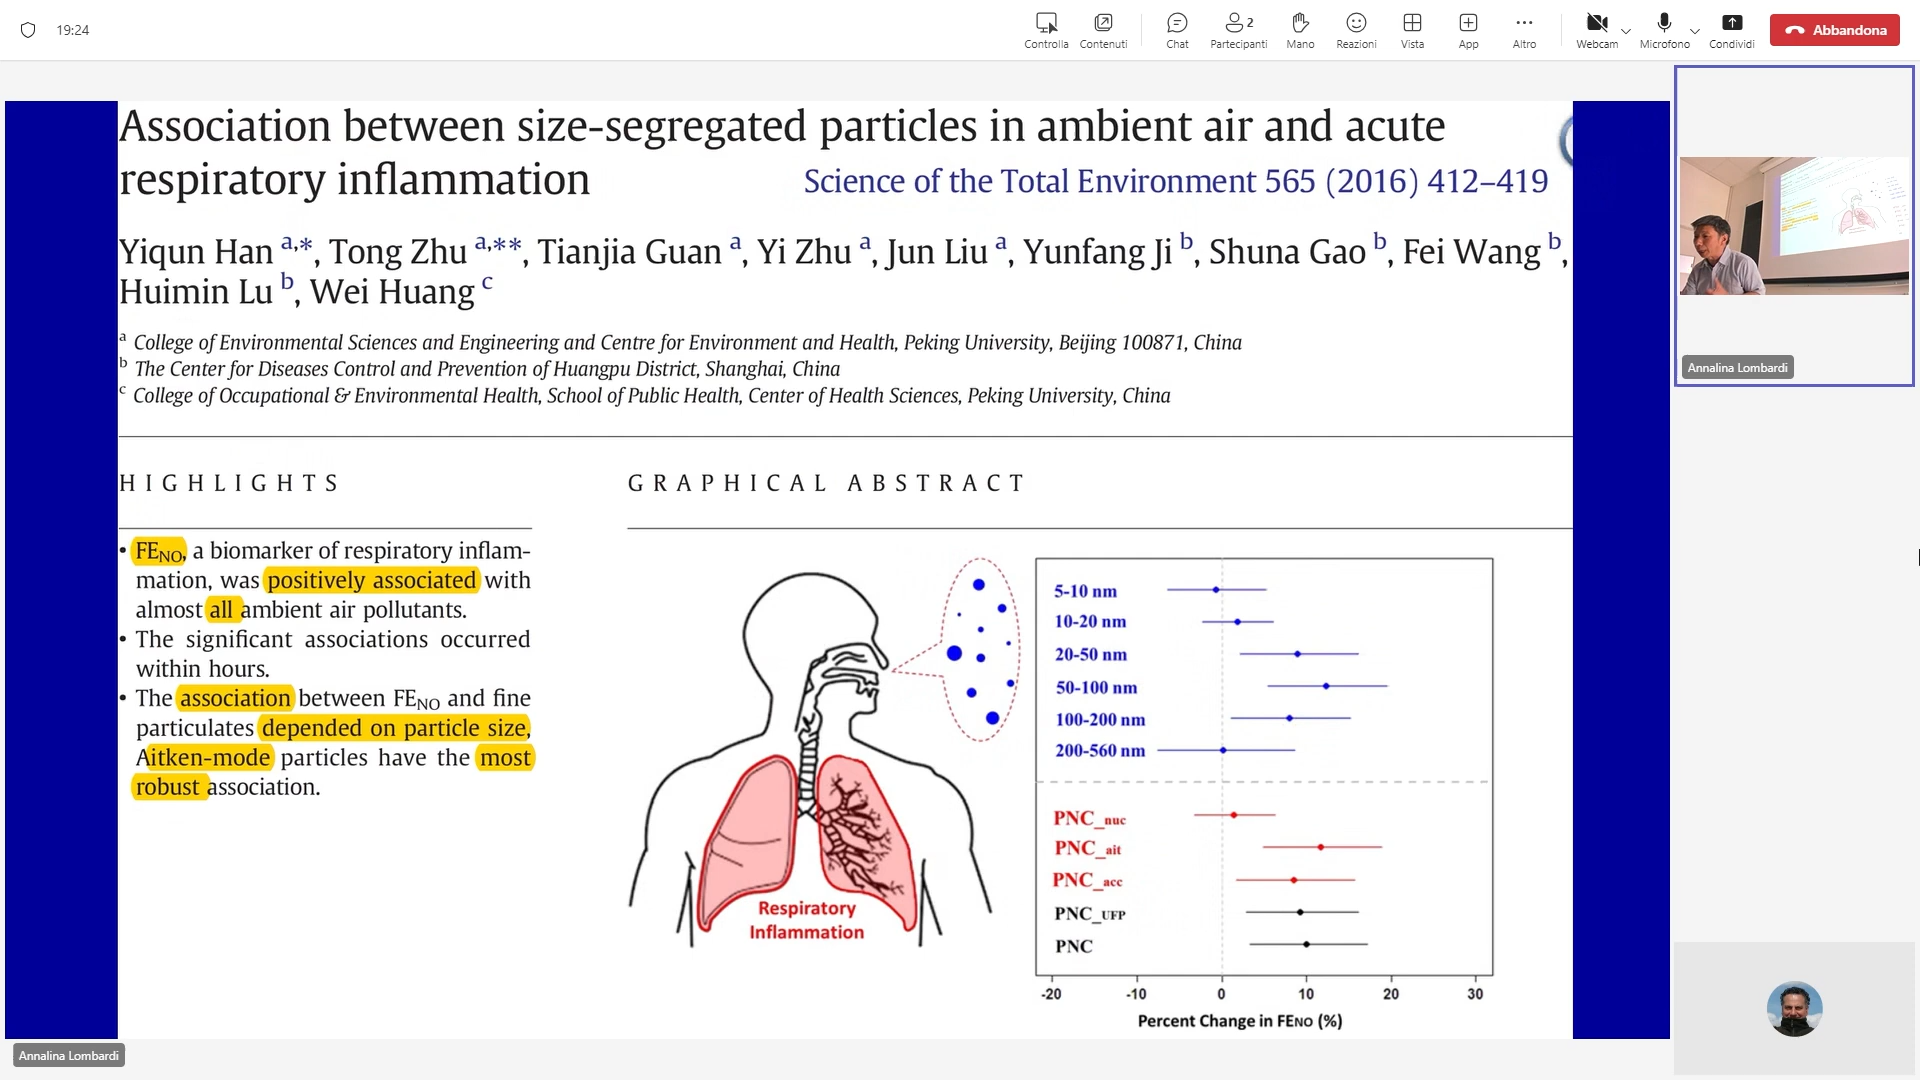 19:24
Controlla
Contenuti
Chat
2
Partecipanti
Mano
Reazioni
Vista
App
Altro
Webcam
Microfono
Condividi
Abbandona
Association between size-segregated particles in ambient air and acute
respiratory inflammation
Science of the Total Environment 565 (2016) 412–419
Yiqun Han a,*, Tong Zhu a,**, Tianjia Guan a, Yi Zhu a, Jun Liu a, Yunfang Ji b, Shuna Gao b, Fei Wang b,
Huimin Lu b, Wei Huang c
a College of Environmental Sciences and Engineering and Centre for Environment and Health, Peking University, Beijing 100871, China
b The Center for Diseases Control and Prevention of Huangpu District, Shanghai, China
c College of Occupational & Environmental Health, School of Public Health, Center of Health Sciences, Peking University, China
HIGHLIGHTS
• FENO, a biomarker of respiratory inflam-
mation, was positively associated with
almost all ambient air pollutants.
• The significant associations occurred
within hours.
• The association between FENO and fine
particulates depended on particle size,
Aitken-mode particles have the most
robust association.
GRAPHICAL ABSTRACT
Respiratory
Inflammation
5-10 nm
10-20 nm
20-50 nm
50-100 nm
100-200 nm
200-560 nm
PNC_nuc
PNC_ait
PNC_acc
PNC_UFP
PNC
-20 -10 0 10 20 30
Percent Change in FENO (%)
Annalina Lombardi
Annalina Lombardi